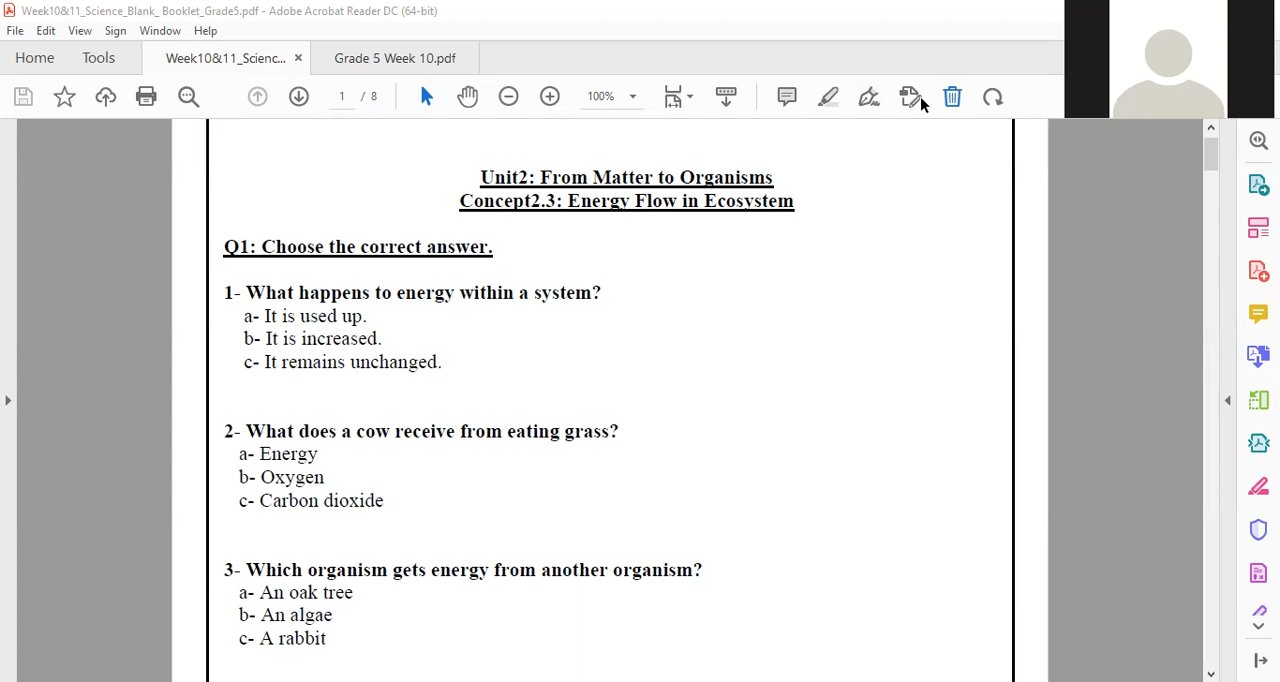 Week10&11_Science_Blank_ Booklet_Grade5.pdf - Adobe Acrobat Reader DC (64-bit)
File Edit View Sign Window Help
Home Tools Week10&11_Scienc... × Grade 5 Week 10.pdf
1 / 8 100%
Unit2: From Matter to Organisms
Concept2.3: Energy Flow in Ecosystem
Q1: Choose the correct answer.
1- What happens to energy within a system?
a- It is used up.
b- It is increased.
c- It remains unchanged.
2- What does a cow receive from eating grass?
a- Energy
b- Oxygen
c- Carbon dioxide
3- Which organism gets energy from another organism?
a- An oak tree
b- An algae
c- A rabbit